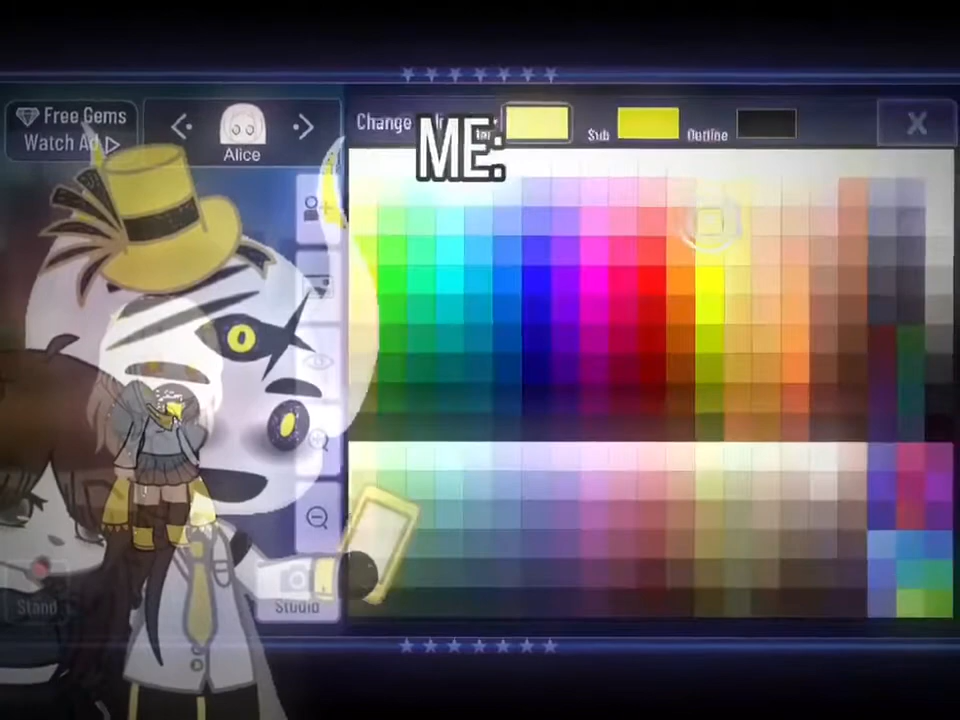 Free Gems
Watch Ad
Alice
Change
Sub
Outline
ME:
X
Stand
Studio